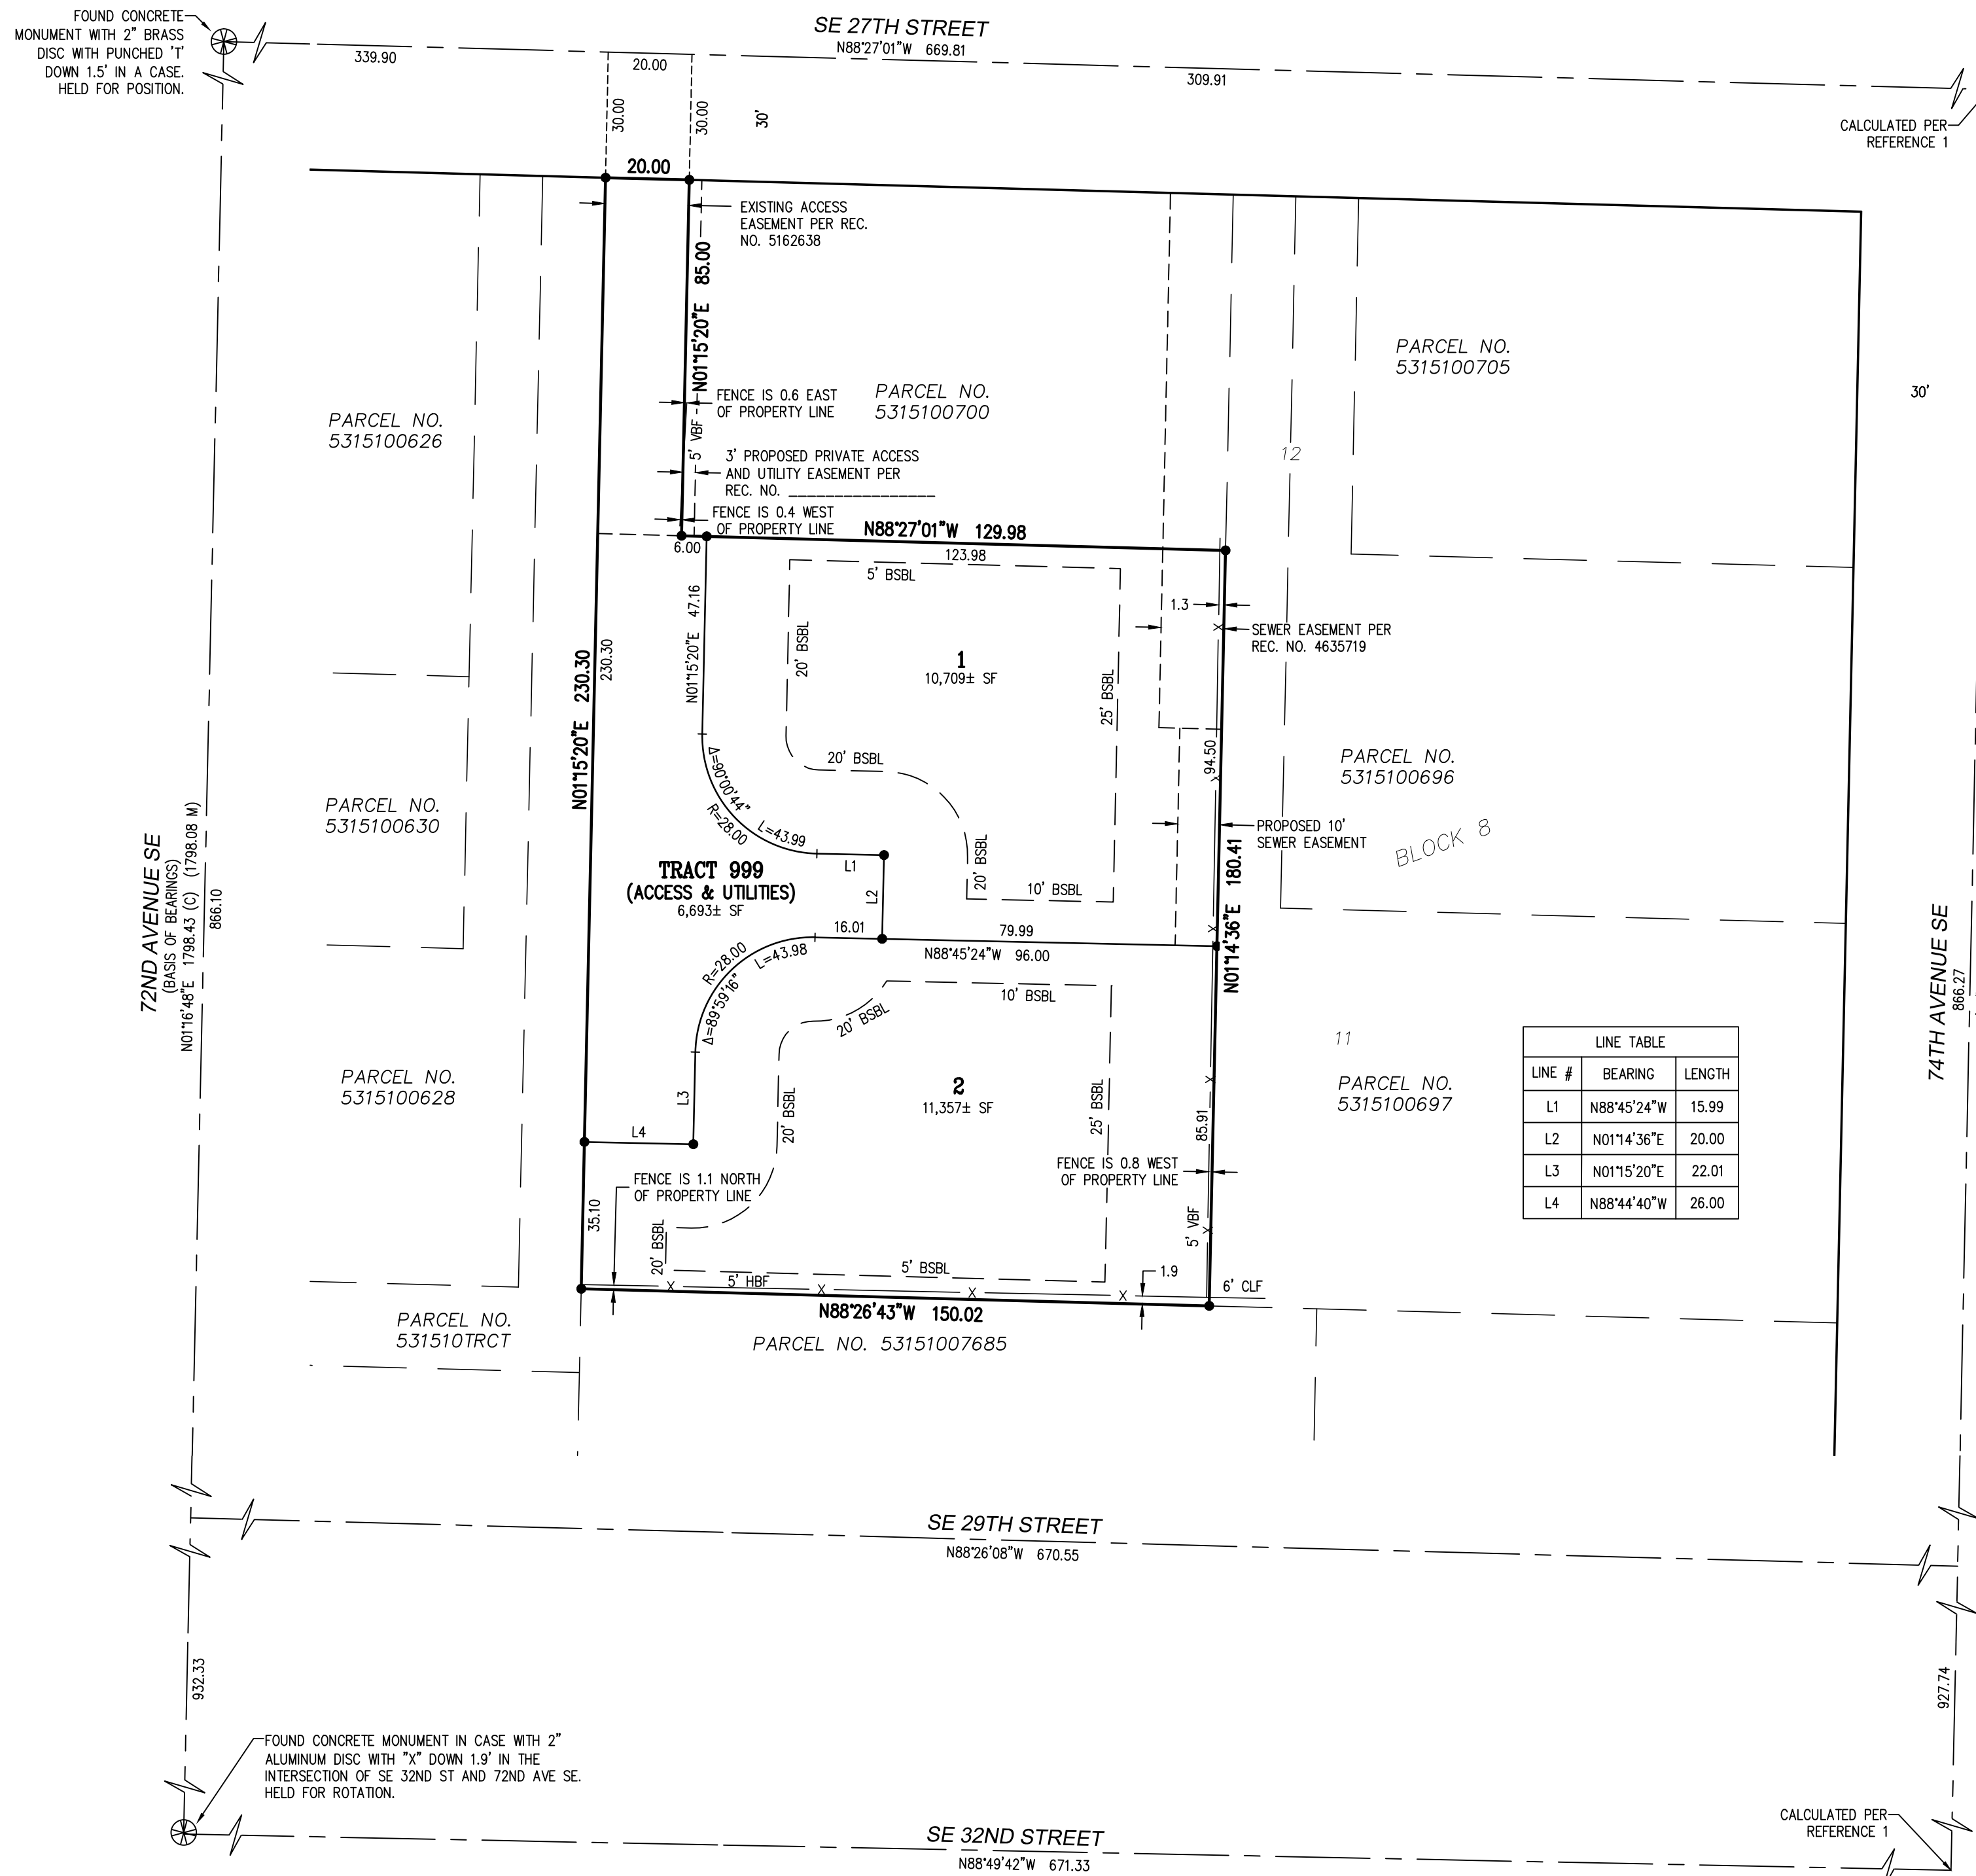 FOUND CONCRETE
MONUMENT WITH 2" BRASS
DISC WITH PUNCHED 'T'
DOWN 1.5' IN A CASE.
HELD FOR POSITION.
SE 27TH STREET
N88°27'01"W 669.81
339.90
20.00
309.91
30.00
30.00
30'
CALCULATED PER
REFERENCE 1
20.00
EXISTING ACCESS
EASEMENT PER REC.
NO. 5162638
N01°15'20"E 85.00
PARCEL NO.
5315100705
30'
FENCE IS 0.6 EAST
OF PROPERTY LINE
PARCEL NO.
5315100700
PARCEL NO.
5315100626
5' VBF
12
3' PROPOSED PRIVATE ACCESS
AND UTILITY EASEMENT PER
REC. NO. ________________
FENCE IS 0.4 WEST
OF PROPERTY LINE
N88°27'01"W 129.98
6.00
123.98
5' BSBL
N01°15'20"E 47.16
1.3
20' BSBL
SEWER EASEMENT PER
REC. NO. 4635719
1
10,709± SF
25' BSBL
N01°15'20"E 230.30
230.30
20' BSBL
94.50
PARCEL NO.
5315100696
Δ=90°00'44"
R=28.00
L=43.99
PARCEL NO.
5315100630
PROPOSED 10'
SEWER EASEMENT
BLOCK 8
TRACT 999
(ACCESS & UTILITIES)
6,693± SF
L1
L2
20' BSBL
10' BSBL
N01°14'36"E 180.41
72ND AVENUE SE
(BASIS OF BEARINGS)
N01°16'48"E 1798.43 (C) (1798.08 M)
866.10
16.01
79.99
N88°45'24"W 96.00
R=28.00
L=43.98
Δ=89°59'16"
10' BSBL
20' BSBL
74TH AVENUE SE
866.27
11
LINE TABLE
LINE # BEARING LENGTH
L1 N88°45'24"W 15.99
L2 N01°14'36"E 20.00
L3 N01°15'20"E 22.01
L4 N88°44'40"W 26.00
PARCEL NO.
5315100628
L3
20' BSBL
2
11,357± SF
25' BSBL
85.91
PARCEL NO.
5315100697
L4
FENCE IS 1.1 NORTH
OF PROPERTY LINE
FENCE IS 0.8 WEST
OF PROPERTY LINE
35.10
20' BSBL
5' VBF
5' HBF
5' BSBL
1.9
6' CLF
N88°26'43"W 150.02
PARCEL NO.
531510TRCT
PARCEL NO. 53151007685
SE 29TH STREET
N88°26'08"W 670.55
932.33
927.74
FOUND CONCRETE MONUMENT IN CASE WITH 2"
ALUMINUM DISC WITH "X" DOWN 1.9' IN THE
INTERSECTION OF SE 32ND ST AND 72ND AVE SE.
HELD FOR ROTATION.
CALCULATED PER
REFERENCE 1
SE 32ND STREET
N88°49'42"W 671.33